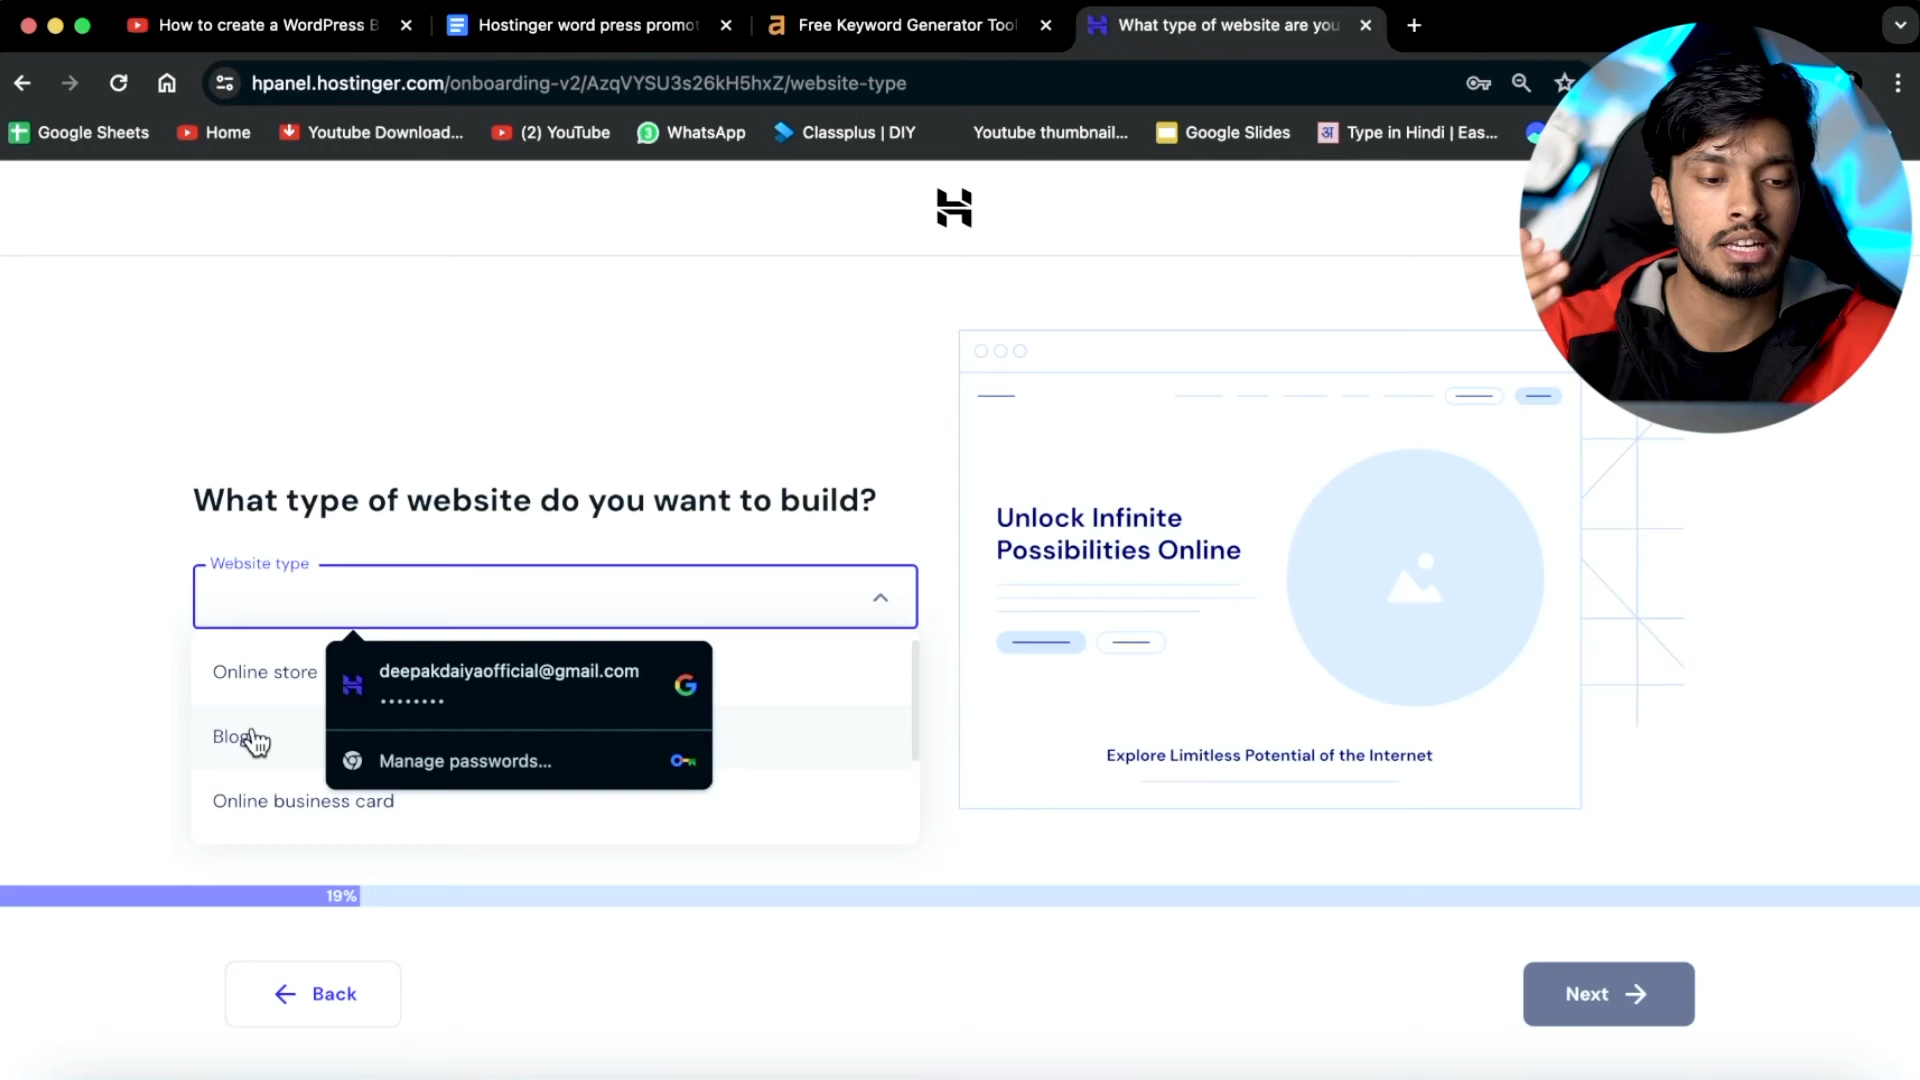 How to create a WordPress B
Hostinger word press promot
Free Keyword Generator Tool
What type of website are you
hpanel.hostinger.com/onboarding-v2/AzqVYSU3s26kH5hxZ/website-type
Google Sheets
Home
Youtube Download...
(2) YouTube
3
WhatsApp
Classplus | DIY
Youtube thumbnail...
Google Slides
अ
Type in Hindi | Eas...
What type of website do you want to build?
Website type
Online store
Blog
Online business card
deepakdaiyaofficial@gmail.com
••••••••
Manage passwords...
Unlock Infinite
Possibilities Online
Explore Limitless Potential of the Internet
19%
Back
Next